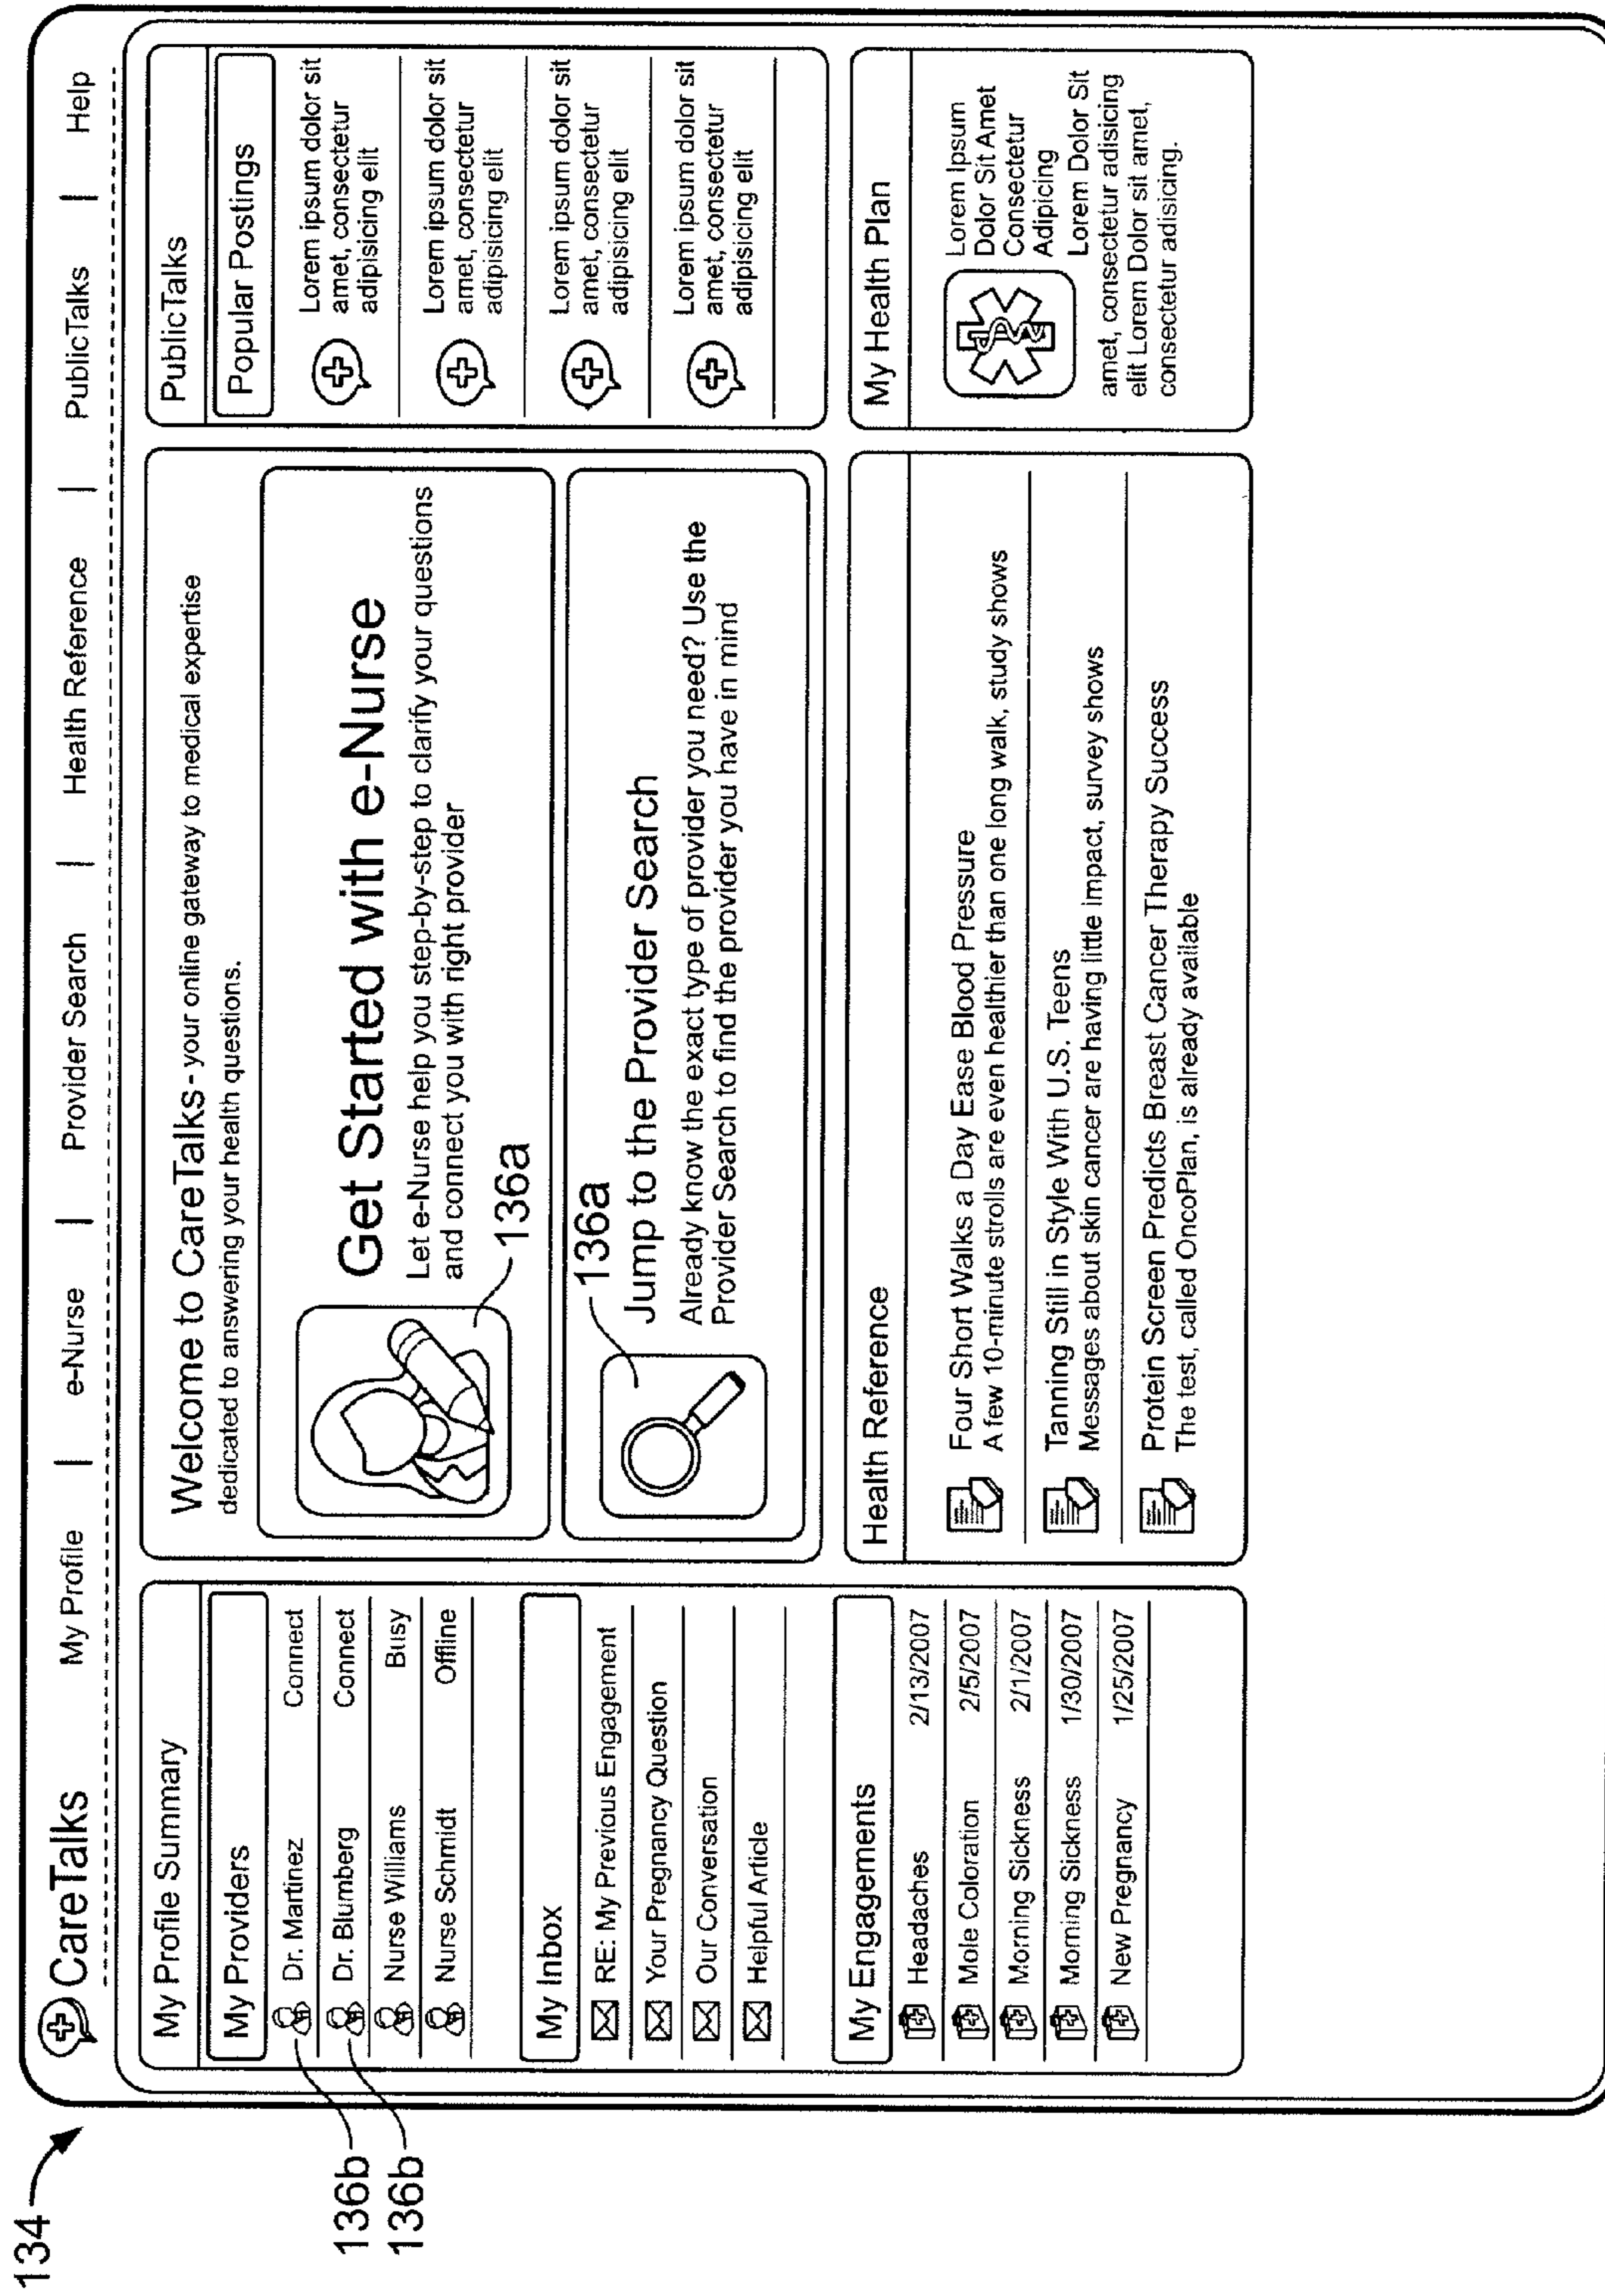 134
CareTalks
My Profile | e-Nurse | Provider Search | Health Reference | PublicTalks | Help
My Profile Summary
My Providers
Dr. Martinez Connect
Dr. Blumberg Connect
Nurse Williams Busy
Nurse Schmidt Offline
136b
136b
My Inbox
RE: My Previous Engagement
Your Pregnancy Question
Our Conversation
Helpful Article
My Engagements
Headaches 2/13/2007
Mole Coloration 2/5/2007
Morning Sickness 2/1/2007
Morning Sickness 1/30/2007
New Pregnancy 1/25/2007
Welcome to CareTalks - your online gateway to medical expertise
dedicated to answering your health questions.
Get Started with e-Nurse
Let e-Nurse help you step-by-step to clarify your questions
and connect you with right provider
136a
136a
Jump to the Provider Search
Already know the exact type of provider you need? Use the
Provider Search to find the provider you have in mind
Health Reference
Four Short Walks a Day Ease Blood Pressure
A few 10-minute strolls are even healthier than one long walk, study shows
Tanning Still in Style With U.S. Teens
Messages about skin cancer are having little impact, survey shows
Protein Screen Predicts Breast Cancer Therapy Success
The test, called OncoPlan, is already available
PublicTalks
Popular Postings
Lorem ipsum dolor sit
amet, consectetur
adipisicing elit
Lorem ipsum dolor sit
amet, consectetur
adipisicing elit
Lorem ipsum dolor sit
amet, consectetur
adipisicing elit
Lorem ipsum dolor sit
amet, consectetur
adipisicing elit
My Health Plan
Lorem Ipsum
Dolor Sit Amet
Consectetur
Adipicing
Lorem Dolor Sit
amet, consectetur adisicing
elit Lorem Dolor sit amet,
consectetur adisicing.